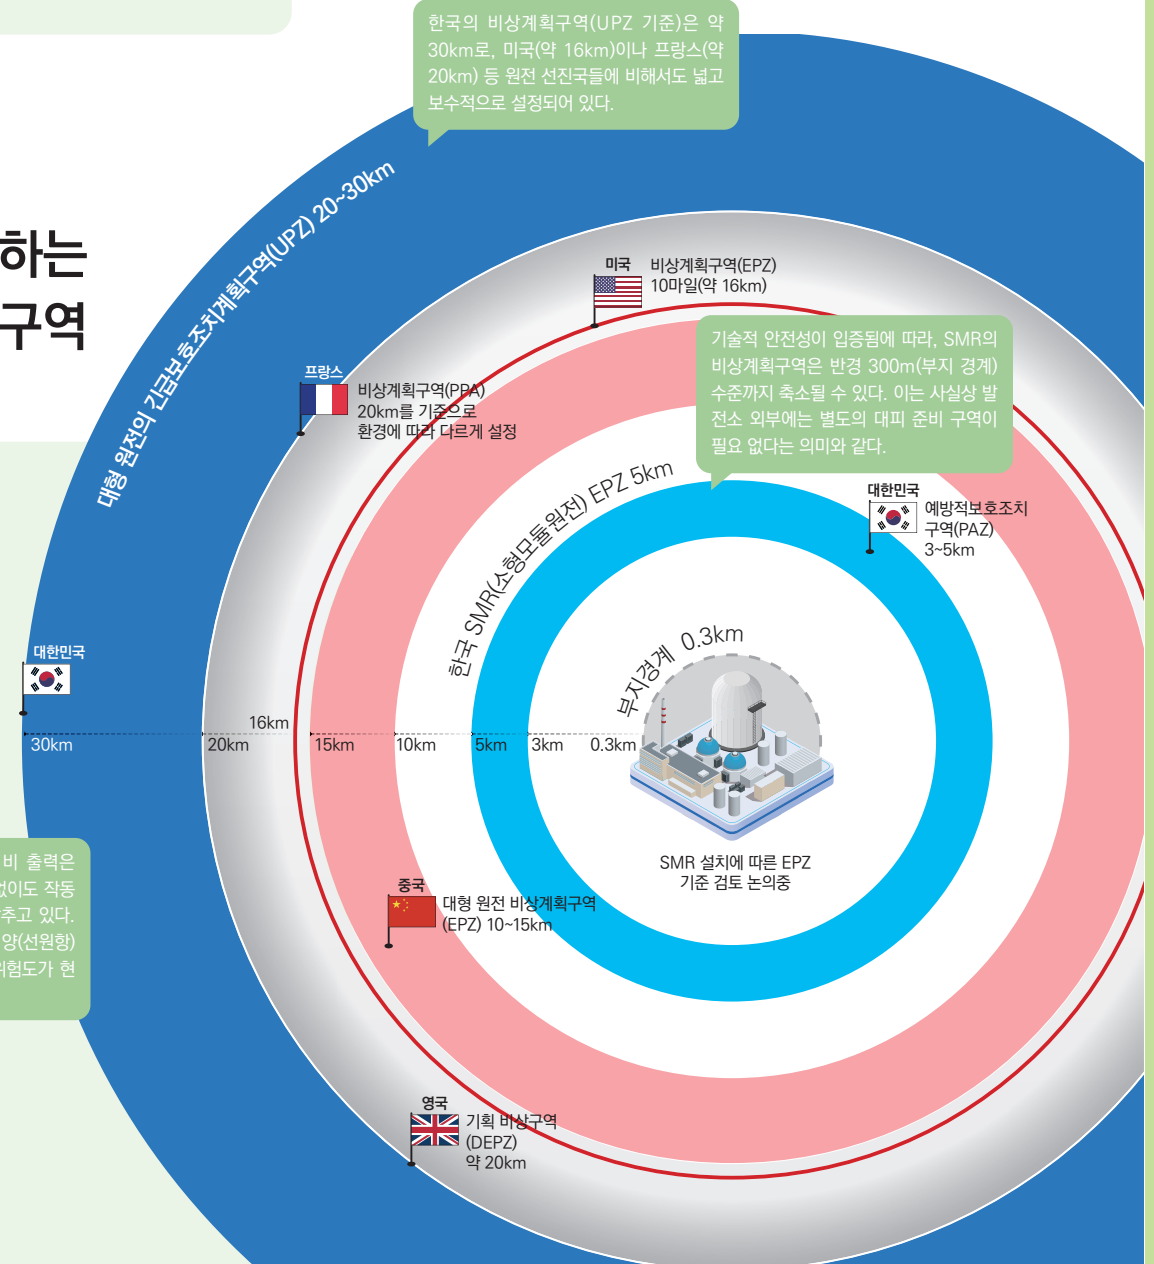 한국의 비상계획구역(UPZ 기준)은 약
30km로, 미국(약 16km)이나 프랑스(약
20km) 등 원전 선진국들에 비해서도 넓고
보수적으로 설정되어 있다.
하는
구역
대형 원전의 긴급보호조치계획구역(UPZ) 20~30km
미국
비상계획구역(EPZ)
10마일(약 16km)
기술적 안전성이 입증됨에 따라, SMR의
비상계획구역은 반경 300m(부지 경계)
수준까지 축소될 수 있다. 이는 사실상 발
전소 외부에는 별도의 대피 준비 구역이
필요 없다는 의미와 같다.
프랑스
비상계획구역(PPA)
20km를 기준으로
환경에 따라 다르게 설정
한국 SMR(소형모듈원전) EPZ 5km
대한민국
예방적보호조치
구역(PAZ)
3~5km
부지경계 0.3km
대한민국
30km
20km
16km
15km
10km
5km
3km
0.3km
SMR 설치에 따른 EPZ
기준 검토 논의중
비 출력은
없이도 작동
추고 있다.
양(선원항)
위험도가 현
중국
대형 원전 비상계획구역
(EPZ) 10~15km
영국
기획 비상구역
(DEPZ)
약 20km